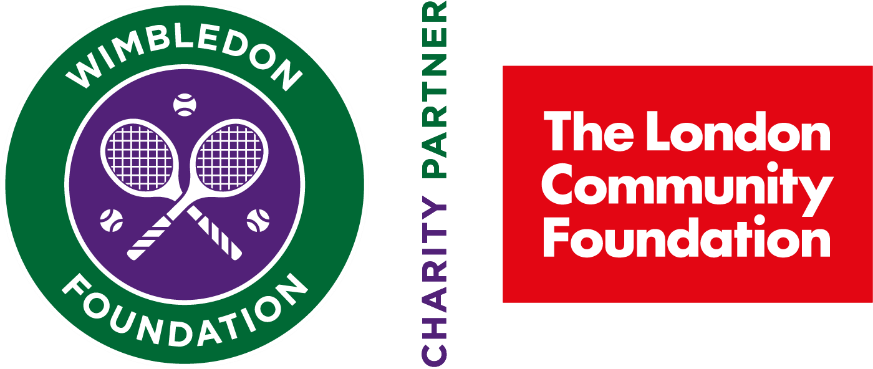 WIMBLEDON
FOUNDATION
CHARITY PARTNER
The London
Community
Foundation